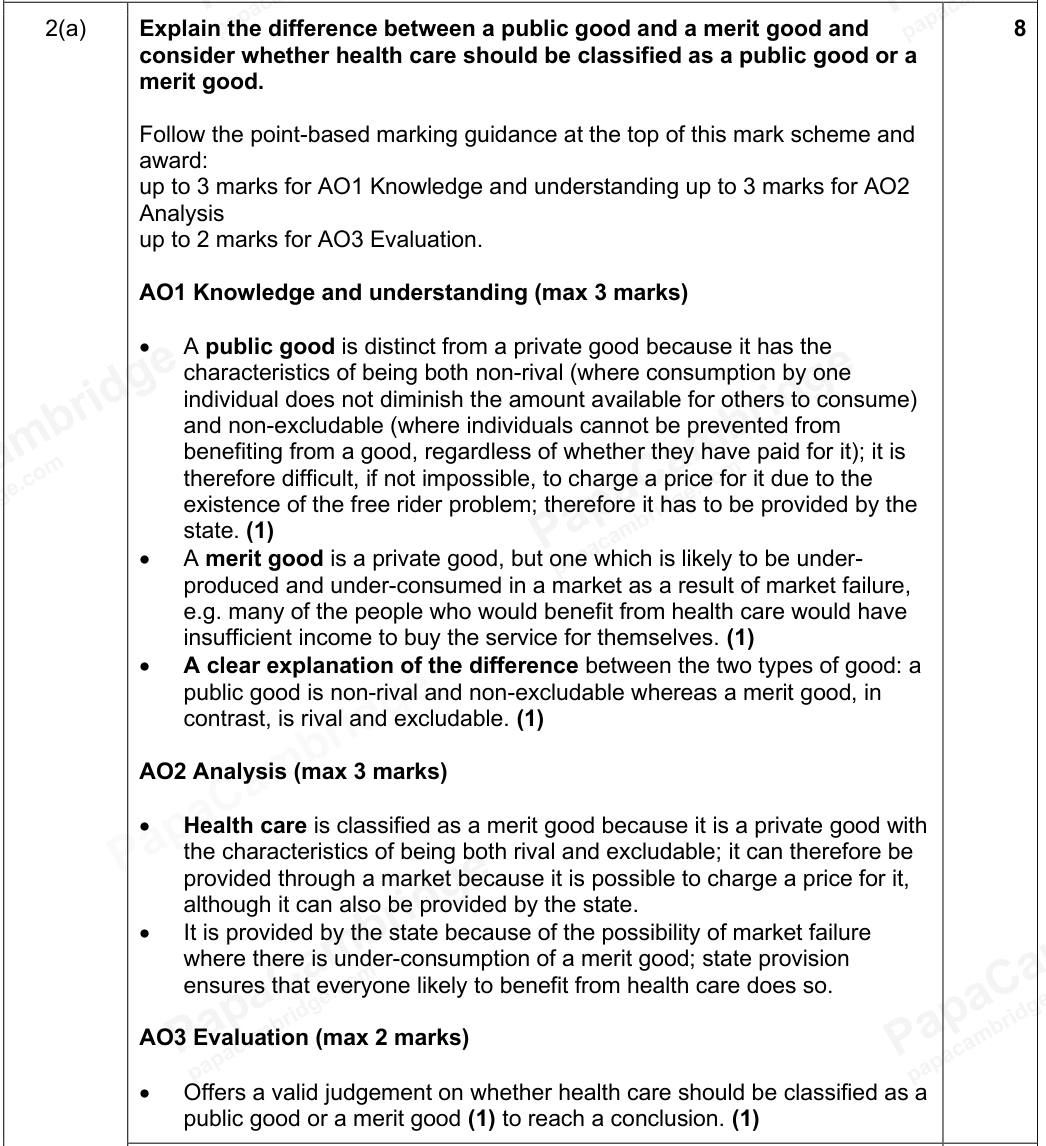 2(a)
Explain the difference between a public good and a merit good and
consider whether health care should be classified as a public good or a
merit good.
8
Follow the point-based marking guidance at the top of this mark scheme and
award:
up to 3 marks for AO1 Knowledge and understanding up to 3 marks for AO2
Analysis
up to 2 marks for AO3 Evaluation.
AO1 Knowledge and understanding (max 3 marks)
• A public good is distinct from a private good because it has the
characteristics of being both non-rival (where consumption by one
individual does not diminish the amount available for others to consume)
and non-excludable (where individuals cannot be prevented from
benefiting from a good, regardless of whether they have paid for it); it is
therefore difficult, if not impossible, to charge a price for it due to the
existence of the free rider problem; therefore it has to be provided by the
state. (1)
• A merit good is a private good, but one which is likely to be under-
produced and under-consumed in a market as a result of market failure,
e.g. many of the people who would benefit from health care would have
insufficient income to buy the service for themselves. (1)
• A clear explanation of the difference between the two types of good: a
public good is non-rival and non-excludable whereas a merit good, in
contrast, is rival and excludable. (1)
AO2 Analysis (max 3 marks)
• Health care is classified as a merit good because it is a private good with
the characteristics of being both rival and excludable; it can therefore be
provided through a market because it is possible to charge a price for it,
although it can also be provided by the state.
• It is provided by the state because of the possibility of market failure
where there is under-consumption of a merit good; state provision
ensures that everyone likely to benefit from health care does so.
AO3 Evaluation (max 2 marks)
• Offers a valid judgement on whether health care should be classified as a
public good or a merit good (1) to reach a conclusion. (1)